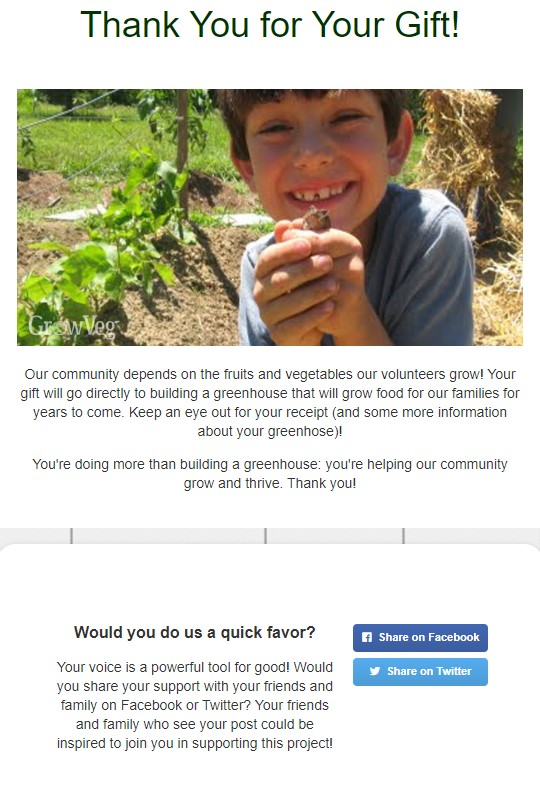 Thank You for Your Gift!
GrowVeg
Our community depends on the fruits and vegetables our volunteers grow! Your
gift will go directly to building a greenhouse that will grow food for our families for
years to come. Keep an eye out for your receipt (and some more information
about your greenhose)!
You're doing more than building a greenhouse: you're helping our community
grow and thrive. Thank you!
Would you do us a quick favor?
Your voice is a powerful tool for good! Would
you share your support with your friends and
family on Facebook or Twitter? Your friends
and family who see your post could be
inspired to join you in supporting this project!
Share on Facebook
Share on Twitter